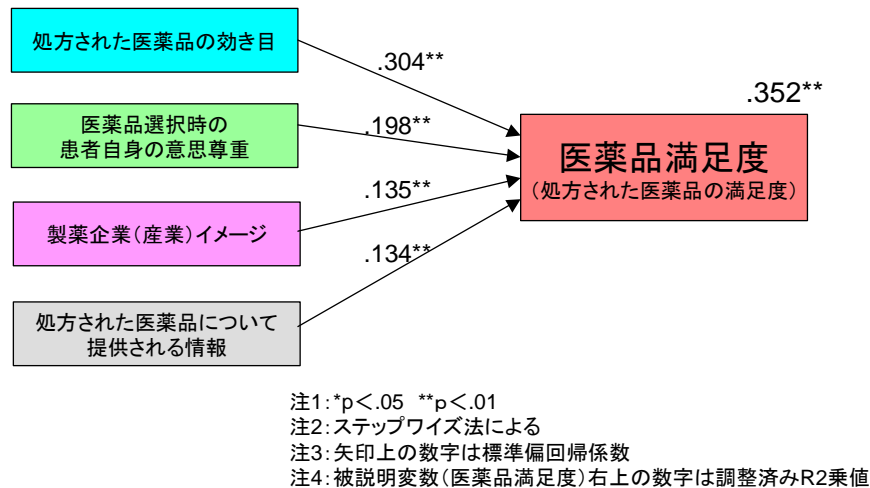 処方された医薬品の効き目
.304**
.352**
医薬品選択時の
患者自身の意思尊重
.198**
医薬品満足度
(処方された医薬品の満足度)
.135**
製薬企業(産業)イメージ
.134**
処方された医薬品について
提供される情報
注1:*p<.05 **p<.01
注2:ステップワイズ法による
注3:矢印上の数字は標準偏回帰係数
注4:被説明変数(医薬品満足度)右上の数字は調整済みR2乗値